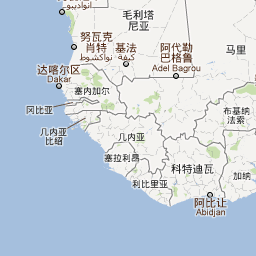 毛利塔
尼亚
انواذيبو
努瓦克
肖特
نواكشوط
基法
كيفه
阿代勒
巴格鲁
Adel Bagrou
马里
达喀尔区
Dakar
塞内加尔
冈比亚
布基纳
法索
几内亚
比绍
几内亚
塞拉利昂
科特迪瓦
加纳
利比里亚
阿比让
Abidjan